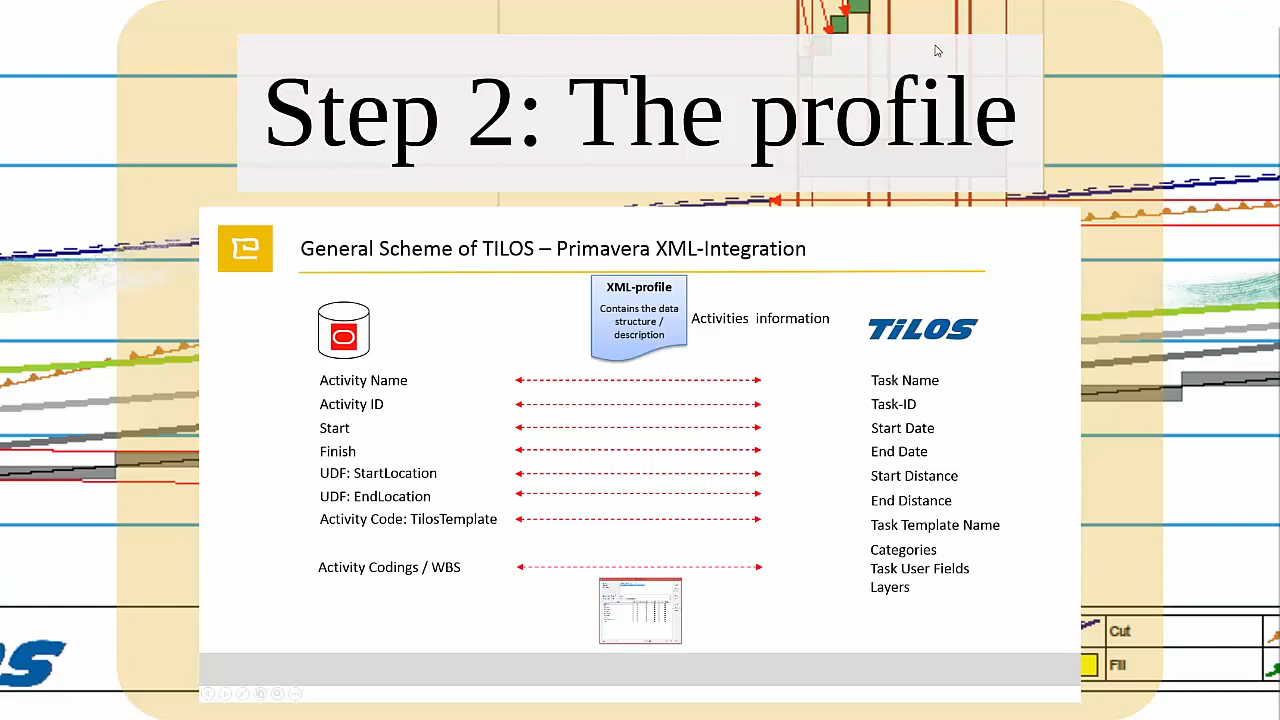 Step 2: The profile
General Scheme of TILOS – Primavera XML-Integration
XML-profile
Contains the data
structure /
description
Activities information
TiLOS
Activity Name
Task Name
Activity ID
Task-ID
Start
Start Date
Finish
End Date
UDF: StartLocation
Start Distance
UDF: EndLocation
End Distance
Activity Code: TilosTemplate
Task Template Name
Categories
Activity Codings / WBS
Task User Fields
Layers
Cut
Fill